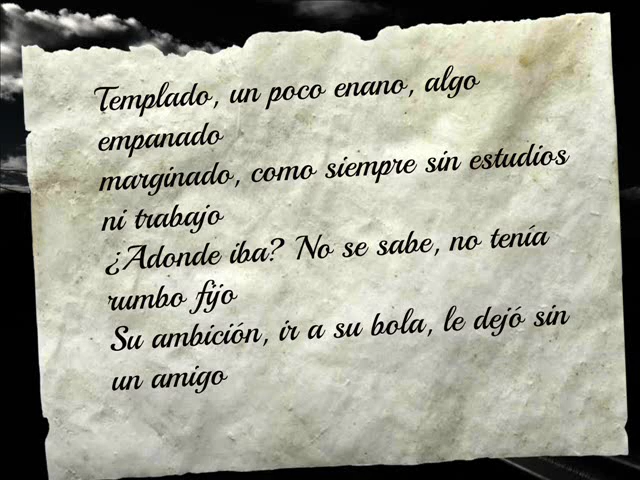 Templado, un poco enano, algo
empanado
marginado, como siempre sin estudios
ni trabajo
¿Adonde iba? No se sabe, no tenía
rumbo fijo
Su ambición, ir a su bola, le dejó sin
un amigo